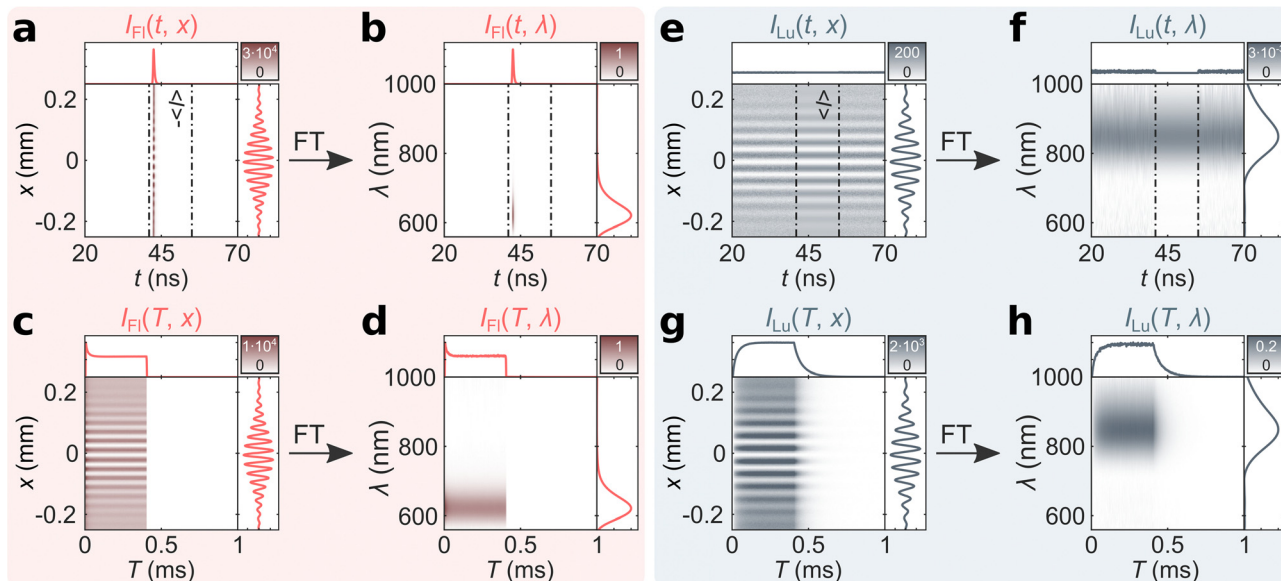 a
I_Fl(t, x)
3·10⁴
0
x (mm)
0.2
0
-0.2
-</>
20
45
70
t (ns)
FT
b
I_Fl(t, λ)
1
0
λ (nm)
1000
800
600
20
45
70
t (ns)
c
I_Fl(T, x)
1·10⁴
0
x (mm)
0.2
0
-0.2
0
0.5
1
T (ms)
FT
d
I_Fl(T, λ)
1
0
λ (nm)
1000
800
600
0
0.5
1
T (ms)
e
I_Lu(t, x)
200
0
x (mm)
0.2
0
-0.2
</>
20
45
70
t (ns)
FT
f
I_Lu(t, λ)
0
λ (nm)
1000
800
600
20
45
70
t (ns)
g
I_Lu(T, x)
2·10³
0
x (mm)
0.2
0
-0.2
0
0.5
1
T (ms)
FT
h
I_Lu(T, λ)
0.2
0
λ (nm)
1000
800
600
0
0.5
1
T (ms)